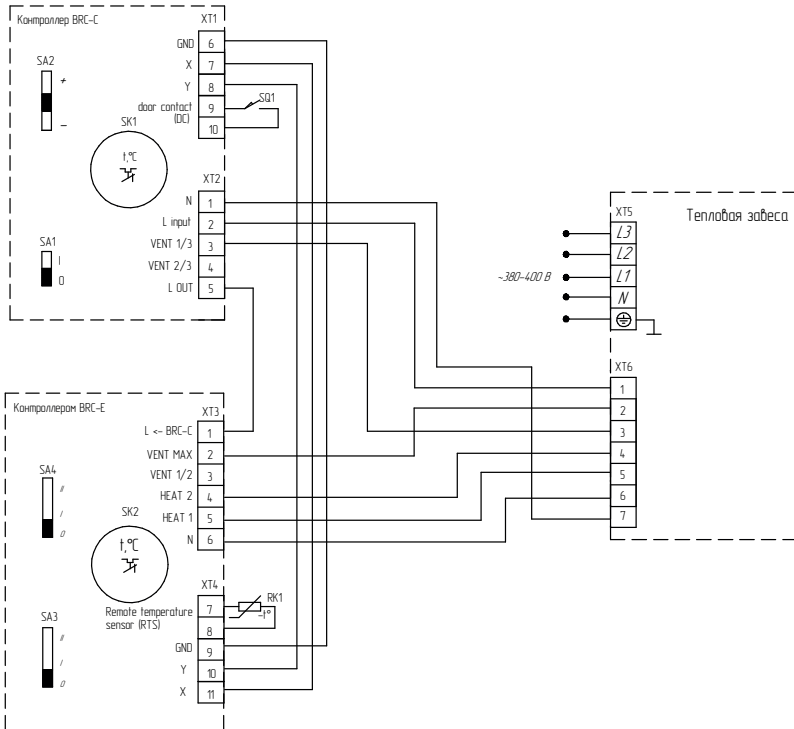 Контроллер BRC-C
XT1
GND 6
X 7
Y 8
door contact
(DC)
9
10
SQ1
SA2
+
–
SK1
t,°C
XT2
N 1
L input 2
VENT 1/3 3
VENT 2/3 4
L OUT 5
SA1
I
0
XT5
Тепловая завеса
L3
L2
~380-400 В
L1
N
XT6
1
2
3
4
5
6
7
Контроллером BRC-E
XT3
L <- BRC-C 1
VENT MAX 2
VENT 1/2 3
HEAT 2 4
HEAT 1 5
N 6
SA4
II
I
0
SK2
t,°C
XT4
Remote temperature
sensor (RTS)
7
8
RK1
-t°
GND 9
Y 10
X 11
SA3
II
I
0